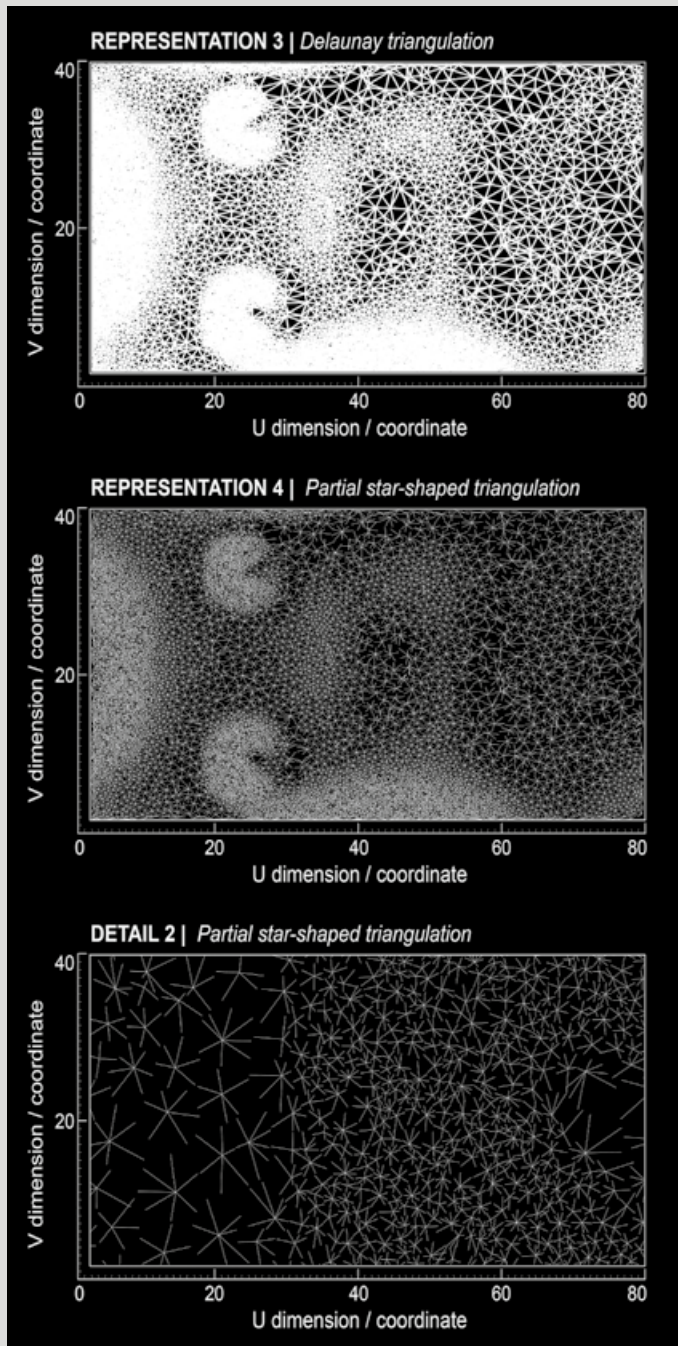 REPRESENTATION 3 | Delaunay triangulation
40
20
V dimension / coordinate
0 20 40 60 80
U dimension / coordinate
REPRESENTATION 4 | Partial star-shaped triangulation
40
20
V dimension / coordinate
0 20 40 60 80
U dimension / coordinate
DETAIL 2 | Partial star-shaped triangulation
40
20
V dimension / coordinate
0 20 40 60 80
U dimension / coordinate